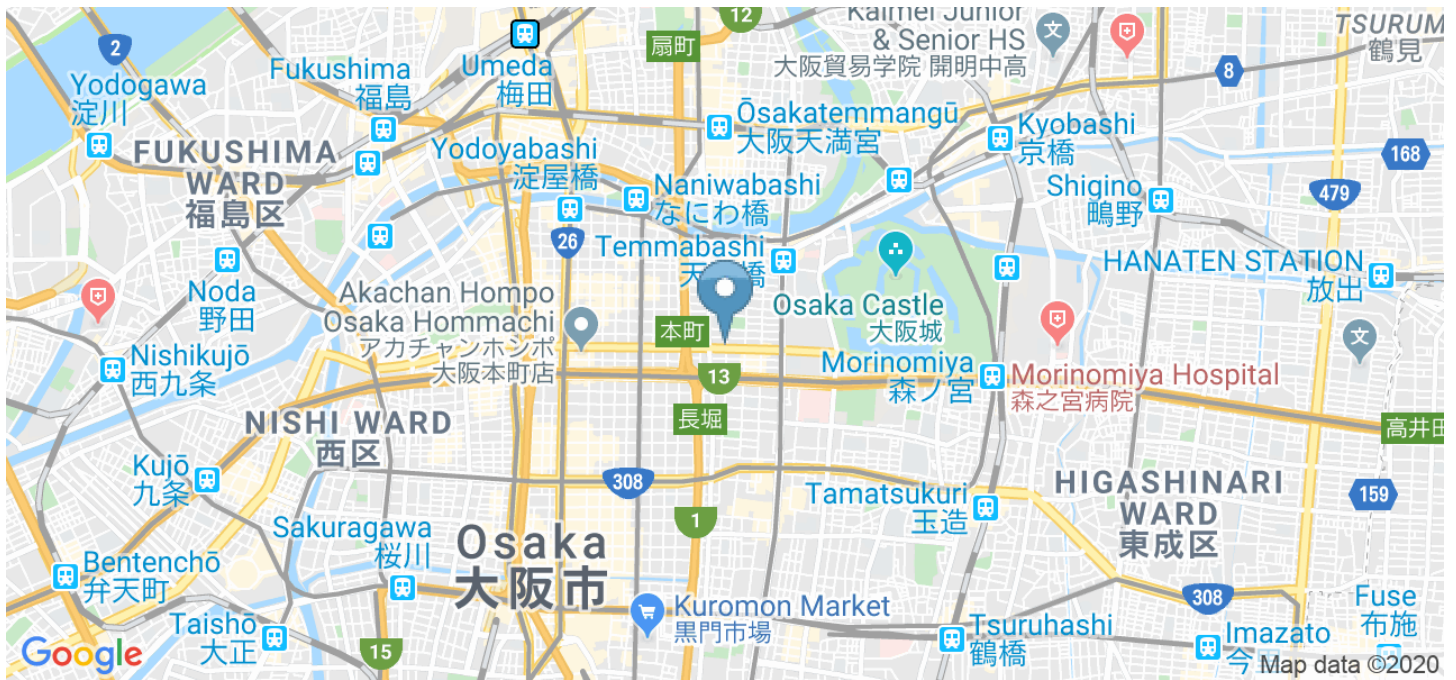 12
Kaimei Junior
& Senior HS
大阪貿易学院 開明中高
TSURUM
鶴見
2
扇町
8
Yodogawa
淀川
Fukushima
福島
Umeda
梅田
Ōsakatemmangū
大阪天満宮
Kyobashi
京橋
168
FUKUSHIMA
WARD
福島区
Yodoyabashi
淀屋橋
Naniwabashi
なにわ橋
Shigino
鴫野
479
26
Temmabashi
天 橋
HANATEN STATION
放出
Noda
野田
Akachan Hompo
Osaka Hommachi
アカチャンホンポ
大阪本町店
Osaka Castle
大阪城
本町
Nishikujō
西九条
13
Morinomiya
森ノ宮
Morinomiya Hospital
森之宮病院
NISHI WARD
西区
長堀
高井田
Kujō
九条
308
Tamatsukuri
玉造
HIGASHINARI
WARD
東成区
159
1
Sakuragawa
桜川
Osaka
大阪市
Bentenchō
弁天町
Kuromon Market
黒門市場
308
Fuse
布施
Taishō
大正
15
Tsuruhashi
鶴橋
Imazato
今
Google
Map data ©2020